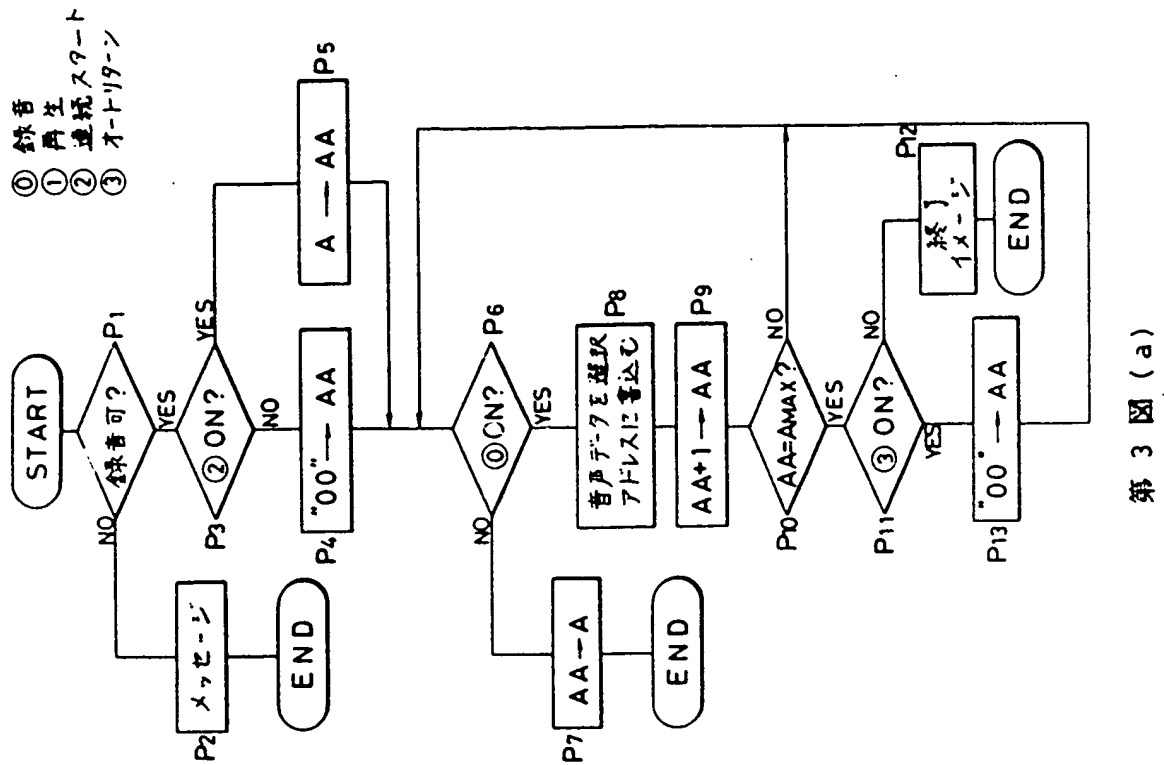 ⓪ 録音
① 再生
② 連続スタート
③ オートリターン
START
録音可?
P1
NO
YES
P2
メッセージ
END
② ON?
P3
YES
NO
P4
"00"→AA
A→AA
P5
⓪ ON?
P6
NO
YES
P7
AA→A
END
音声データを選択
アドレスに書込む
P8
AA+1→AA
P9
AA=AMAX?
P10
NO
YES
③ ON?
P11
NO
YES
P12
終了
イメージ
END
P13
"00"→AA
第3図(a)